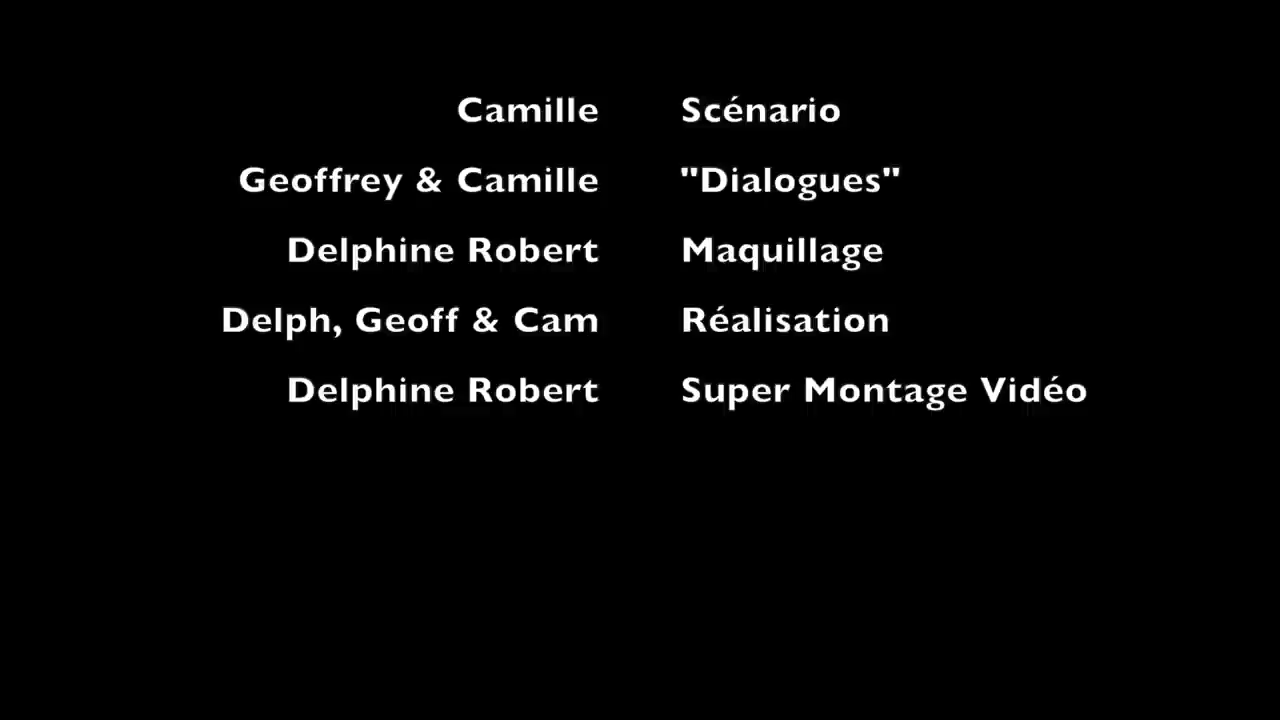 Camille Scénario
Geoffrey & Camille "Dialogues"
Delphine Robert Maquillage
Delph, Geoff & Cam Réalisation
Delphine Robert Super Montage Vidéo